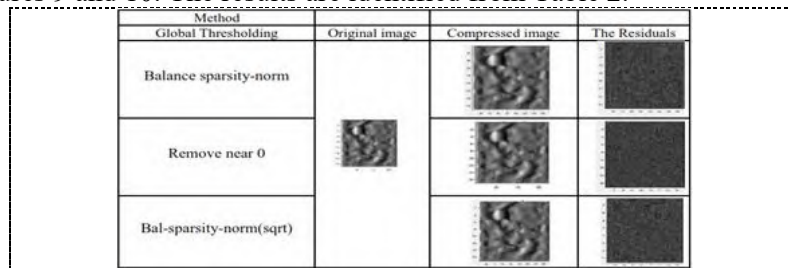 Method
Global Thresholding Original image Compressed image The Residuals
Balance sparsity-norm
Remove near 0
Bal-sparsity-norm(sqrt)